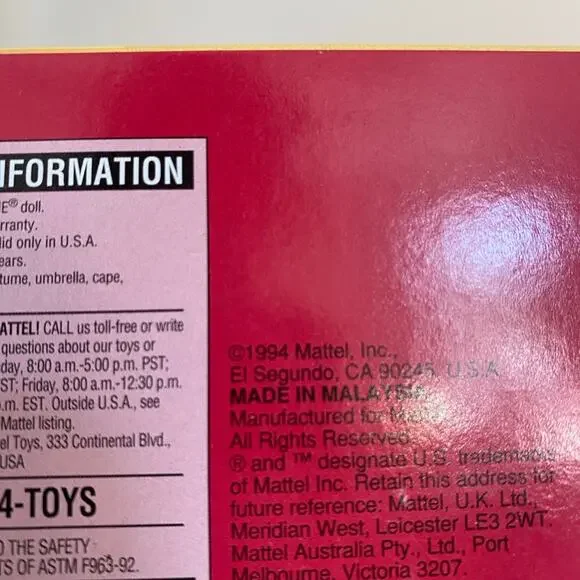 INFORMATION
E® doll.
rranty.
lid only in U.S.A.
ears.
tume, umbrella, cape,
ATTEL! CALL us toll-free or write
questions about our toys or
day, 8:00 a.m.-5:00 p.m. PST;
ST; Friday, 8:00 a.m.-12:30 p.m.
.m. EST. Outside U.S.A., see
Mattel listing.
el Toys, 333 Continental Blvd.,
USA
4-TOYS
O THE SAFETY
TS OF ASTM F963-92.
©1994 Mattel, Inc.,
El Segundo, CA 90245, U.S.A.
MADE IN MALAYSIA.
Manufactured for Mattel.
All Rights Reserved.
® and ™ designate U.S. trademarks
of Mattel Inc. Retain this address for
future reference: Mattel, U.K. Ltd.,
Meridian West, Leicester LE3 2WT.
Mattel Australia Pty., Ltd., Port
Melbourne, Victoria 3207.